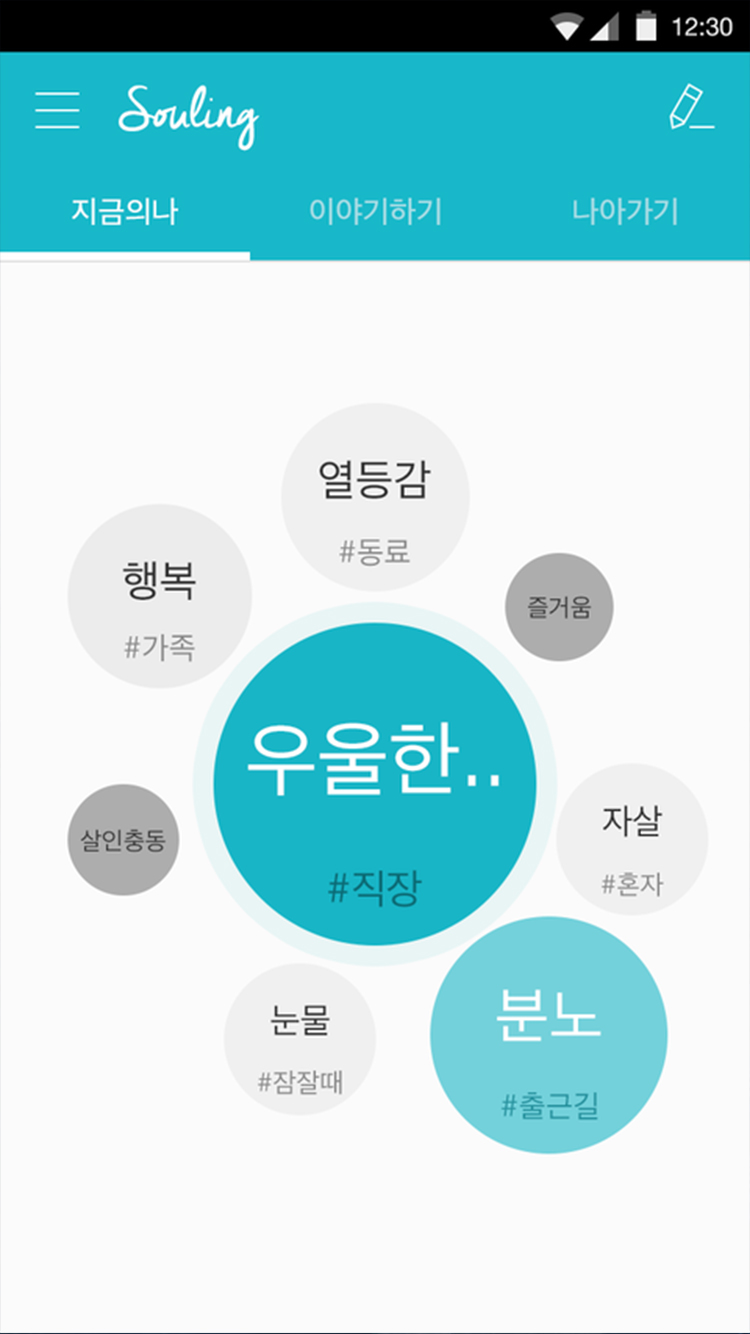 12:30
Souling
지금의나
이야기하기
나아가기
열등감
#동료
행복
#가족
즐거움
우울한..
#직장
자살
#혼자
살인충동
분노
#출근길
눈물
#잠잘때